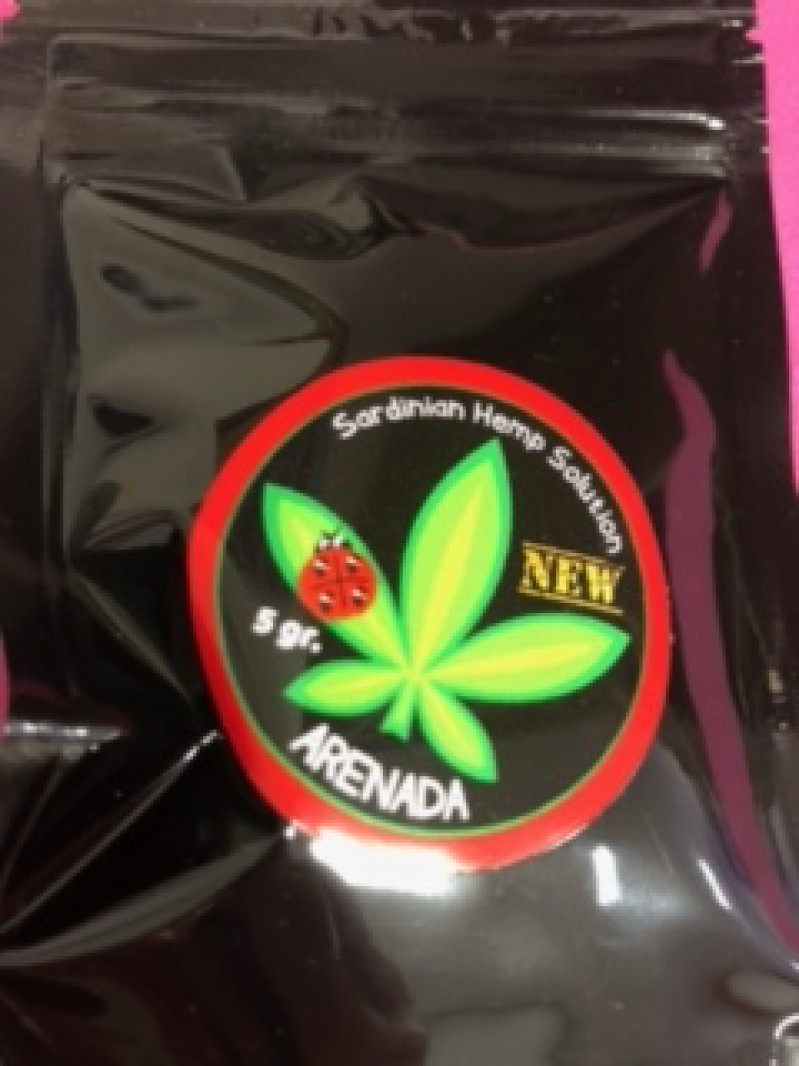 Sardinian Hemp Solution
NEW
5 gr.
ARENADA